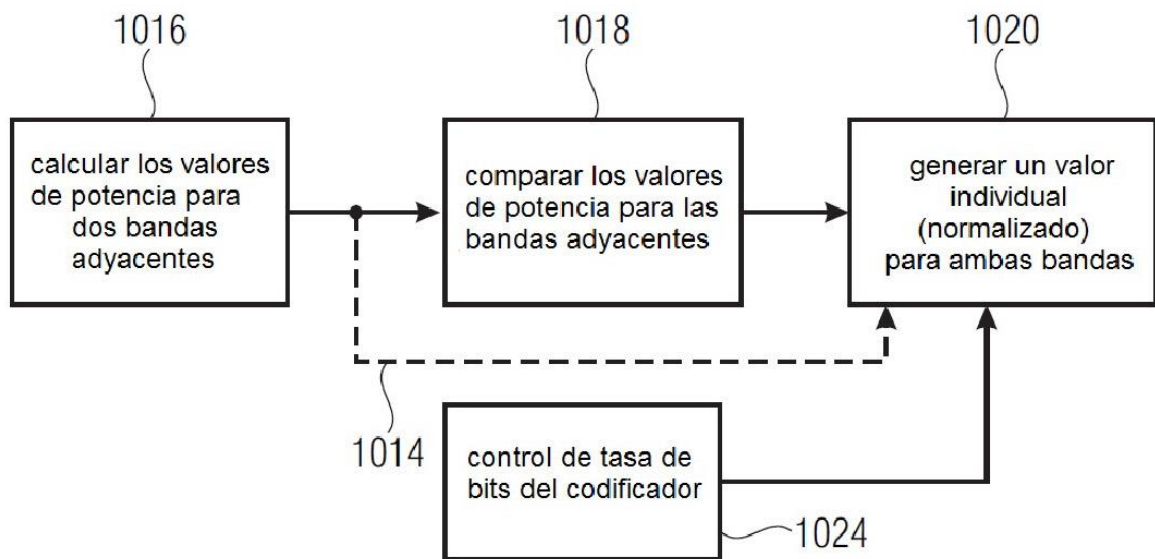 1016
1018
1020
calcular los valores
de potencia para
dos bandas
adyacentes
comparar los valores
de potencia para las
bandas adyacentes
generar un valor
individual
(normalizado)
para ambas bandas
1014
control de tasa de
bits del codificador
1024